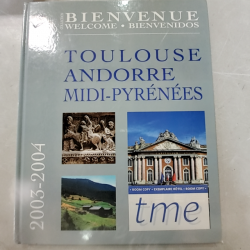 BIENVENUE
WELCOME • BIENVENIDOS
TOULOUSE
ANDORRE
MIDI-PYRÉNÉES
2003-2004
tme